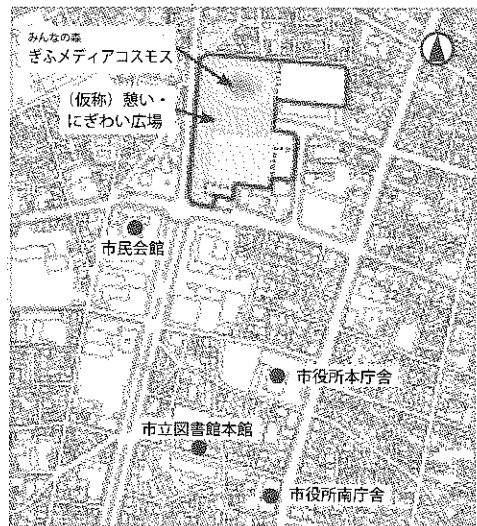 みんなの森
ぎふメディアコスモス
(仮称) 憩い・
にぎわい広場
市民会館
市役所本庁舎
市立図書館本館
市役所南庁舎